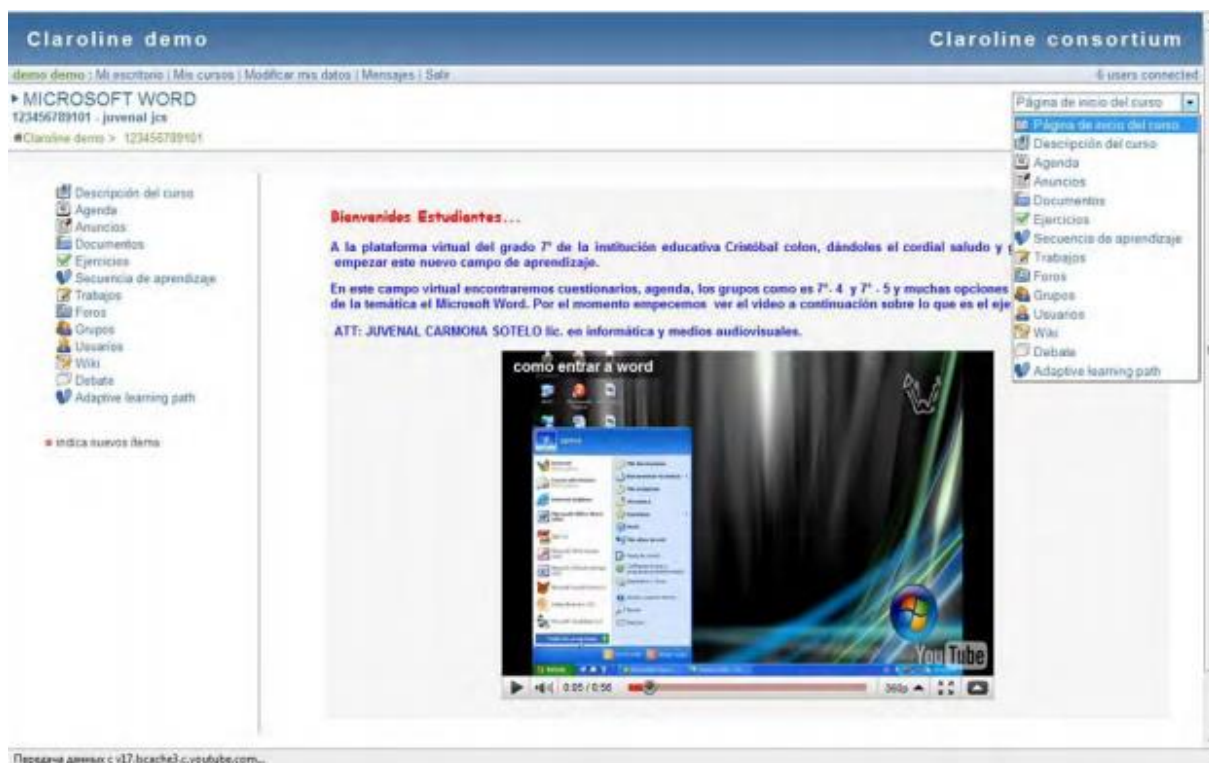 Claroline demo
Claroline consortium
demo demo : Mi escritorio | Mis cursos | Modificar mis datos | Mensajes | Salir
6 users connected
MICROSOFT WORD
123456789101 - juvenal jcs
Claroline demo > 123456789101
Página de inicio del curso
Página de inicio del curso
Descripción del curso
Agenda
Anuncios
Documentos
Ejercicios
Secuencia de aprendizaje
Trabajos
Foros
Grupos
Usuarios
Wiki
Debate
Adaptive learning path
Descripción del curso
Agenda
Anuncios
Documentos
Ejercicios
Secuencia de aprendizaje
Trabajos
Foros
Grupos
Usuarios
Wiki
Debate
Adaptive learning path
indica nuevos ítems
Bienvenidos Estudiantes...
A la plataforma virtual del grado 7° de la institución educativa Cristóbal colon, dándoles el cordial saludo y
empezar este nuevo campo de aprendizaje.
En este campo virtual encontraremos cuestionarios, agenda, los grupos como es 7°. 4 y 7° . 5 y muchas opciones
de la temática el Microsoft Word. Por el momento empecemos ver el video a continuación sobre lo que es el eje
ATT: JUVENAL CARMONA SOTELO lic. en informática y medios audiovisuales.
como entrar a word
YouTube
0:05 / 0:56
360p
Передача данных с v17.lscache3.c.youtube.com...